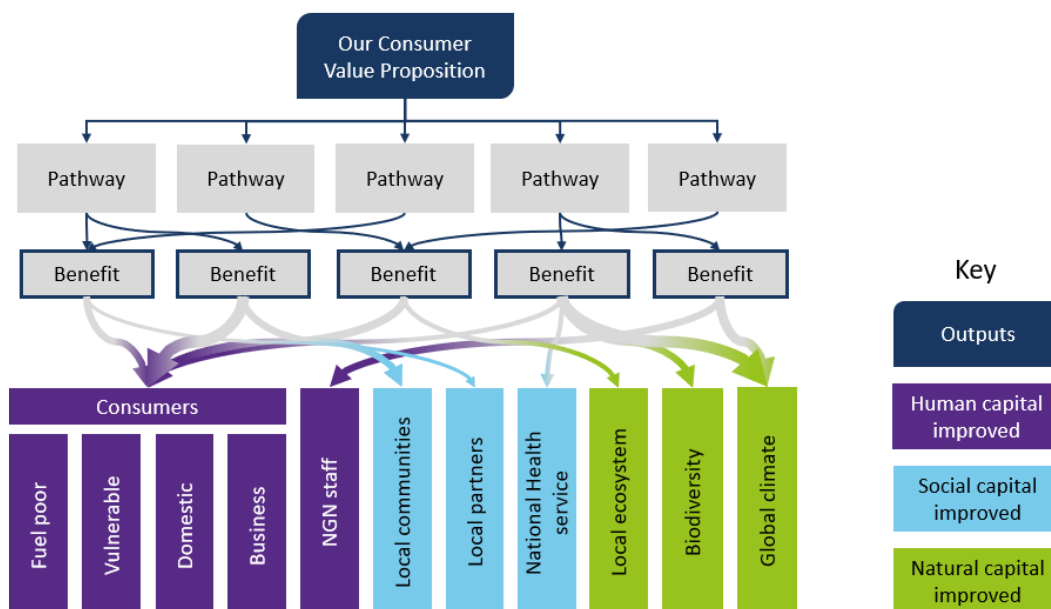 Our Consumer
Value Proposition
Pathway
Pathway
Pathway
Pathway
Pathway
Benefit
Benefit
Benefit
Benefit
Benefit
Consumers
Fuel poor
Vulnerable
Domestic
Business
NGN staff
Local communities
Local partners
National Health
service
Local ecosystem
Biodiversity
Global climate
Key
Outputs
Human capital
improved
Social capital
improved
Natural capital
improved